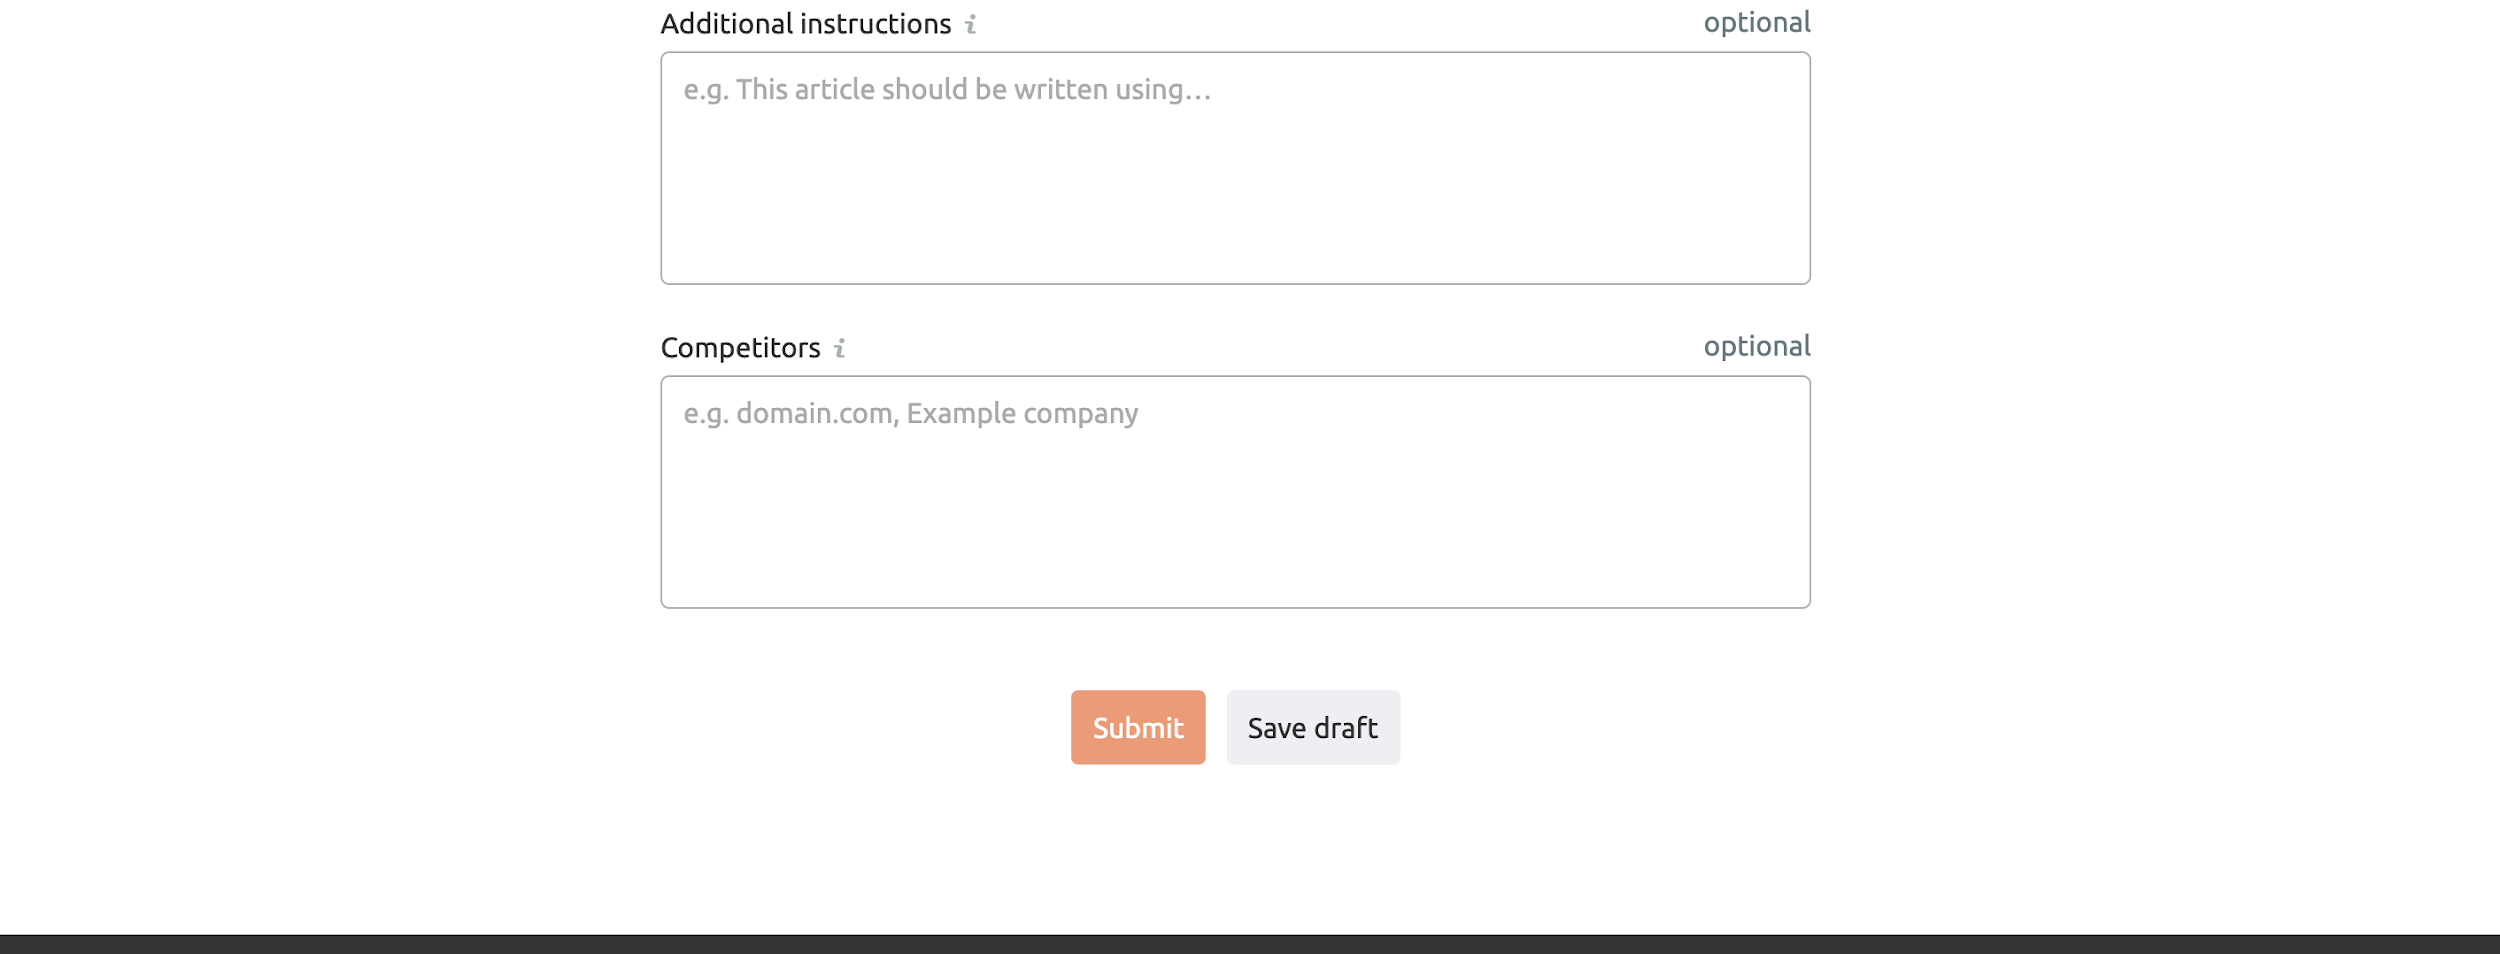 Additional instructions i
optional
e.g. This article should be written using...
Competitors i
optional
e.g. domain.com, Example company
Submit
Save draft